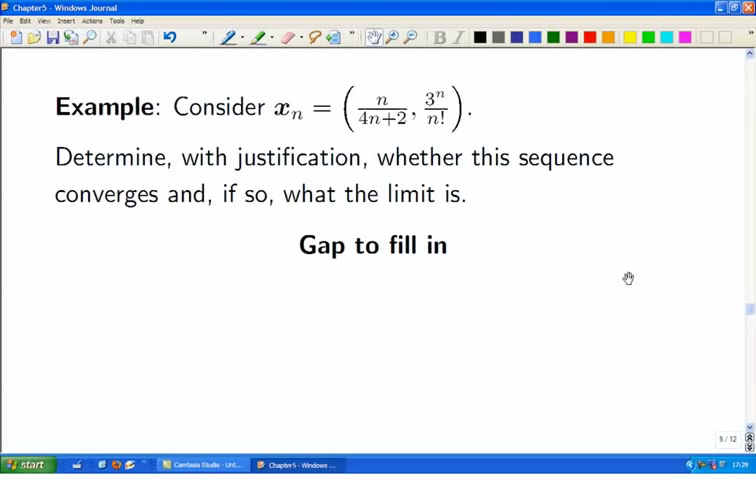 Chapter5 - Windows Journal
File Edit View Insert Actions Tools Help
B I
Example: Consider xₙ = (n/(4n+2), 3ⁿ/n!).
Determine, with justification, whether this sequence
converges and, if so, what the limit is.
Gap to fill in
9 / 12
start Camtasia Studio - Unt... Chapter5 - Windows ... 17:29